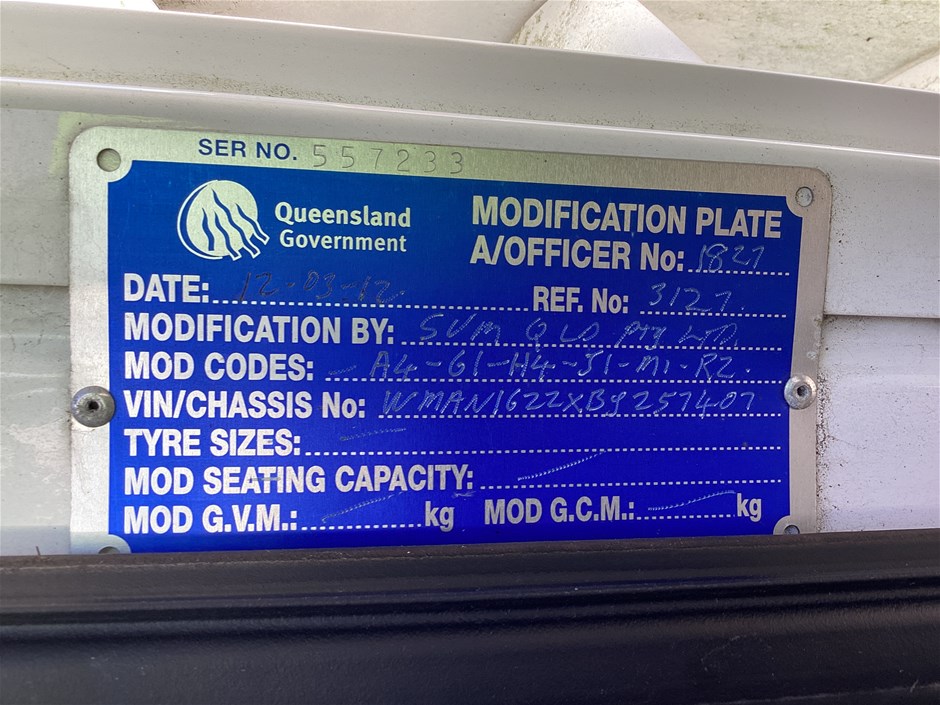 SER NO. 557233
Queensland
Government
MODIFICATION PLATE
A/OFFICER No: 1827
DATE: 12-03-12 REF. No: 3127
MODIFICATION BY: SVM QLD PTY LTD.
MOD CODES: A4-G1-H4-J1-M1-R2
VIN/CHASSIS No: WMAN16ZZXBY257407
TYRE SIZES:
MOD SEATING CAPACITY:
MOD G.V.M.: kg MOD G.C.M.: kg